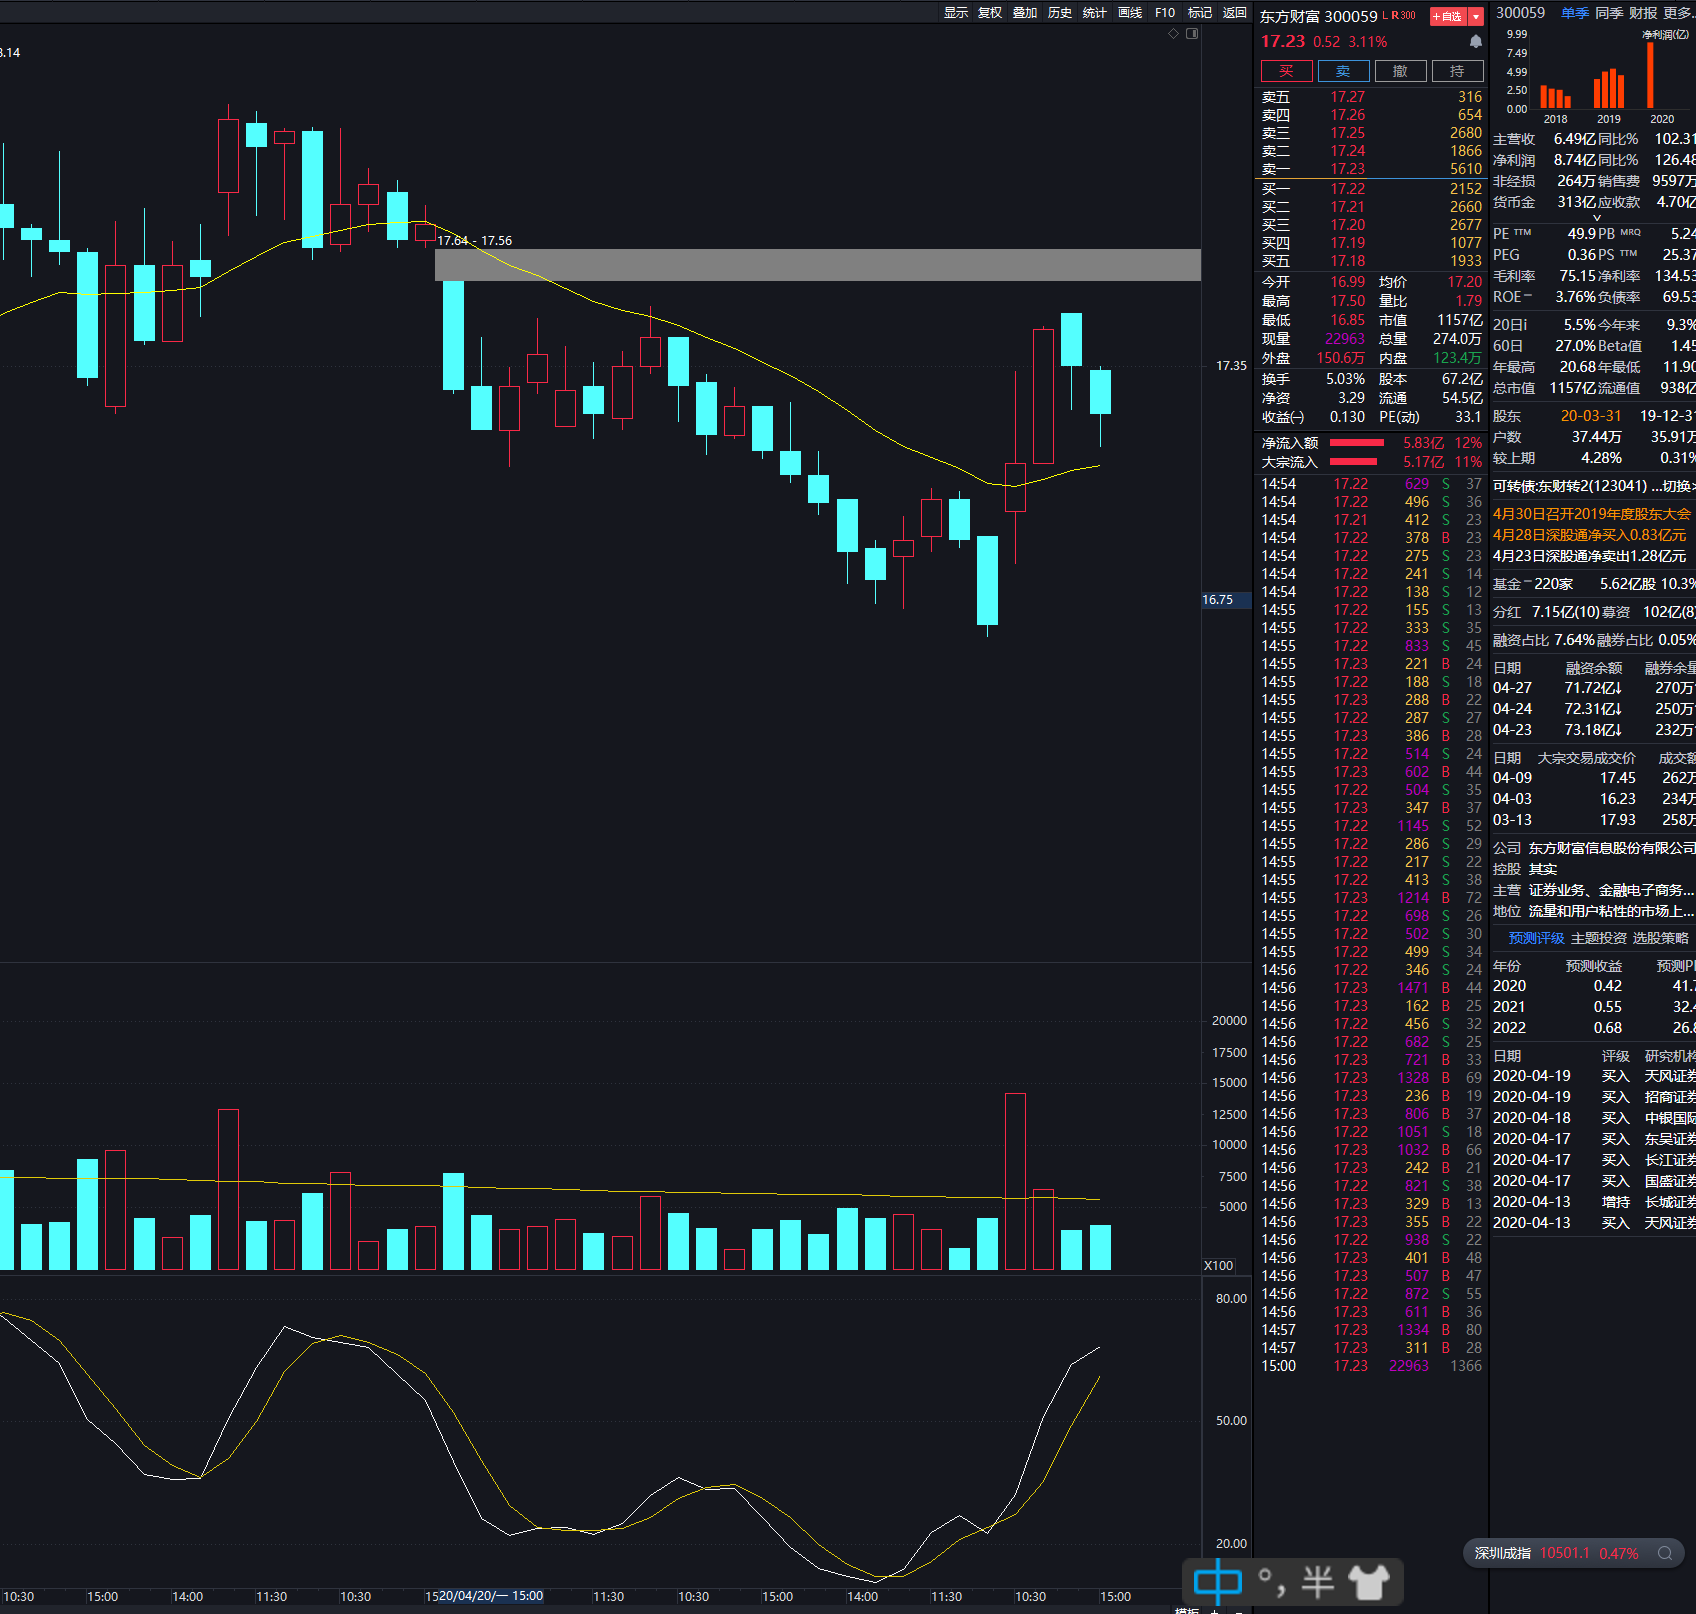 显示 复权 叠加 历史 统计 画线 F10 标记 返回
3.14
17.64 - 17.56
17.35
16.75
20000
17500
15000
12500
10000
7500
5000
X100
80.00
50.00
20.00
10:30 15:00 14:00 11:30 10:30 15 20/04/20/一 15:00 11:30 10:30 15:00 14:00 11:30 10:30 15:00
东方财富 300059 L R 300 +自选
17.23 0.52 3.11%
买 卖 撤 持
卖五 17.27 316
卖四 17.26 654
卖三 17.25 2680
卖二 17.24 1866
卖一 17.23 5610
买一 17.22 2152
买二 17.21 2660
买三 17.20 2677
买四 17.19 1077
买五 17.18 1933
今开 16.99 均价 17.20
最高 17.50 量比 1.79
最低 16.85 市值 1157亿
现量 22963 总量 274.0万
外盘 150.6万 内盘 123.4万
换手 5.03% 股本 67.2亿
净资 3.29 流通 54.5亿
收益(-) 0.130 PE(动) 33.1
净流入额 5.83亿 12%
大宗流入 5.17亿 11%
14:54 17.22 629 S 37
14:54 17.22 496 S 36
14:54 17.21 412 S 23
14:54 17.22 378 B 23
14:54 17.22 275 S 23
14:54 17.22 241 S 14
14:54 17.22 138 S 12
14:55 17.22 155 S 13
14:55 17.22 333 S 35
14:55 17.22 833 S 45
14:55 17.23 221 B 24
14:55 17.22 188 S 18
14:55 17.23 288 B 22
14:55 17.22 287 S 27
14:55 17.23 386 B 28
14:55 17.22 514 S 24
14:55 17.23 602 B 44
14:55 17.22 504 S 35
14:55 17.23 347 B 37
14:55 17.22 1145 S 52
14:55 17.22 286 S 29
14:55 17.22 217 S 22
14:55 17.22 413 S 38
14:55 17.23 1214 B 72
14:55 17.22 698 S 26
14:55 17.22 502 S 30
14:55 17.22 499 S 34
14:56 17.22 346 S 24
14:56 17.23 1471 B 44
14:56 17.23 162 B 25
14:56 17.22 456 S 32
14:56 17.22 682 S 25
14:56 17.23 721 B 33
14:56 17.23 1328 B 69
14:56 17.23 236 B 19
14:56 17.23 806 B 37
14:56 17.22 1051 S 18
14:56 17.23 1032 B 66
14:56 17.23 242 B 21
14:56 17.22 821 S 38
14:56 17.23 329 B 13
14:56 17.23 355 B 22
14:56 17.22 938 S 22
14:56 17.23 401 B 48
14:56 17.23 507 B 47
14:56 17.22 872 S 55
14:56 17.23 611 B 36
14:57 17.23 1334 B 80
14:57 17.23 311 B 28
15:00 17.23 22963 1366
300059 单季 同季 财报 更多..
净利润(亿)
9.99
7.49
4.99
2.50
0.00
2018 2019 2020
主营收 6.49亿 同比% 102.31
净利润 8.74亿 同比% 126.48
非经损 264万 销售费 9597万
货币金 313亿 应收款 4.70亿
PE TTM 49.9 PB MRQ 5.24
PEG 0.36 PS TTM 25.37
毛利率 75.15 净利率 134.53
ROE一 3.76% 负债率 69.53
20日i 5.5% 今年来 9.3%
60日 27.0% Beta值 1.45
年最高 20.68 年最低 11.90
总市值 1157亿 流通值 938亿
股东 20-03-31 19-12-31
户数 37.44万 35.91万
较上期 4.28% 0.31%
可转债:东财转2(123041) ...切换>
4月30日召开2019年度股东大会
4月28日深股通净买入0.83亿元
4月23日深股通净卖出1.28亿元
基金一 220家 5.62亿股 10.3%
分红 7.15亿(10) 募资 102亿(8)
融资占比 7.64% 融券占比 0.05%
日期 融资余额 融券余量
04-27 71.72亿↓ 270万
04-24 72.31亿↓ 250万
04-23 73.18亿↓ 232万
日期 大宗交易成交价 成交额
04-09 17.45 262万
04-03 16.23 234万
03-13 17.93 258万
公司 东方财富信息股份有限公司
控股 其实
主营 证券业务、金融电子商务...
地位 流量和用户粘性的市场上...
预测评级 主题投资 选股策略
年份 预测收益 预测PE
2020 0.42 41.7
2021 0.55 32.4
2022 0.68 26.8
日期 评级 研究机构
2020-04-19 买入 天风证券
2020-04-19 买入 招商证券
2020-04-18 买入 中银国际
2020-04-17 买入 东吴证券
2020-04-17 买入 长江证券
2020-04-17 买入 国盛证券
2020-04-13 增持 长城证券
2020-04-13 买入 天风证券
深圳成指 10501.1 0.47%
中 °, 半
模板 + -